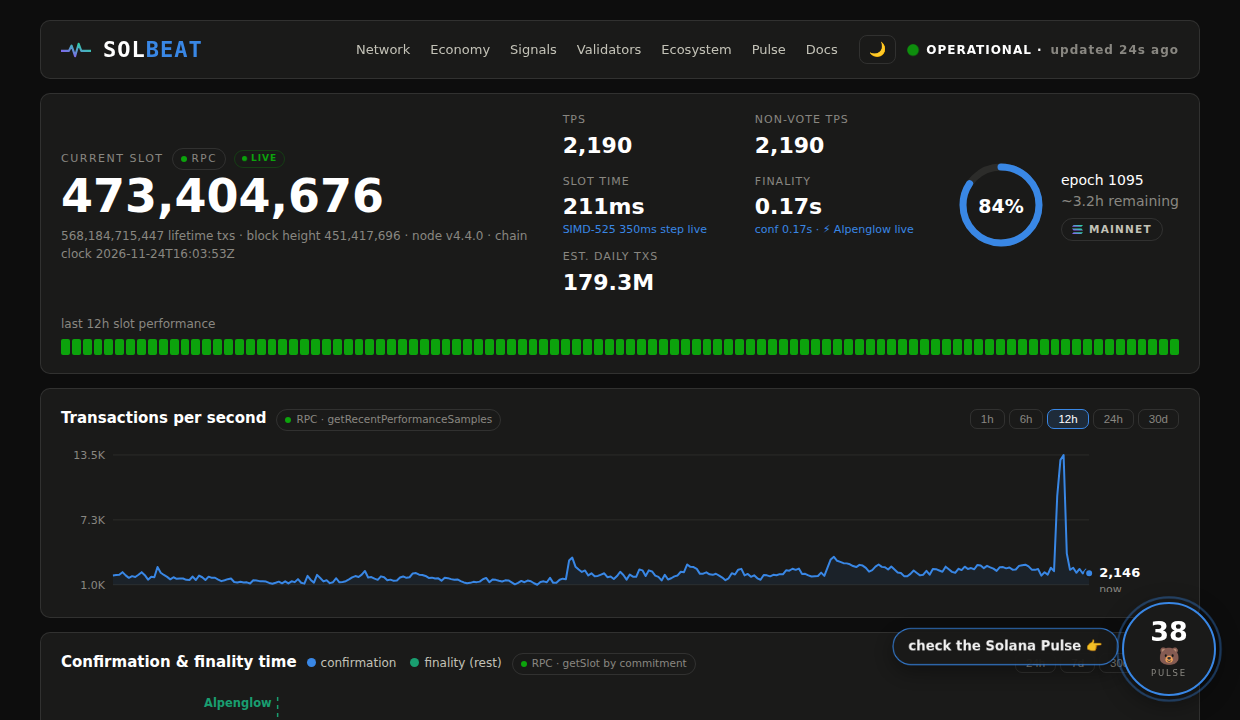 SOLBEAT
Network Economy Signals Validators Ecosystem Pulse Docs 🌙 OPERATIONAL · updated 24s ago
CURRENT SLOT RPC LIVE
473,404,676
568,184,715,447 lifetime txs · block height 451,417,696 · node v4.4.0 · chain
clock 2026-11-24T16:03:53Z
TPS
2,190
NON-VOTE TPS
2,190
SLOT TIME
211ms
SIMD-525 350ms step live
FINALITY
0.17s
conf 0.17s · ⚡ Alpenglow live
EST. DAILY TXS
179.3M
84%
epoch 1095
~3.2h remaining
MAINNET
last 12h slot performance
Transactions per second RPC · getRecentPerformanceSamples
1h 6h 12h 24h 30d
13.5K
7.3K
1.0K
2,146
now
Confirmation & finality time confirmation finality (rest) RPC · getSlot by commitment
Alpenglow
check the Solana Pulse 👉
38
🐻
PULSE